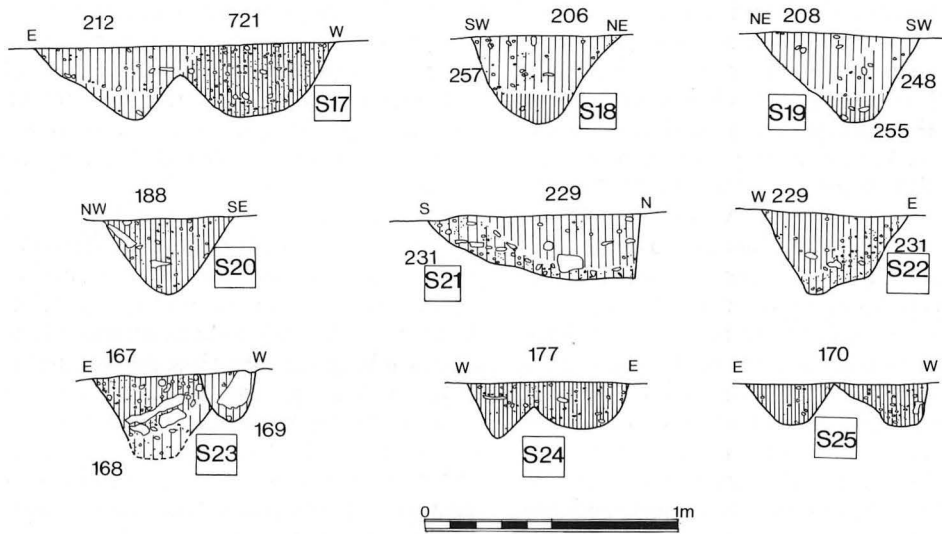 E 212 721 W
S17
SW 206 NE
257
S18
NE 208 SW
248
S19
255
NW 188 SE
S20
S 229 N
231
S21
W 229 E
231
S22
E 167 W
169
S23
168
W 177 E
S24
E 170 W
S25
0 1m